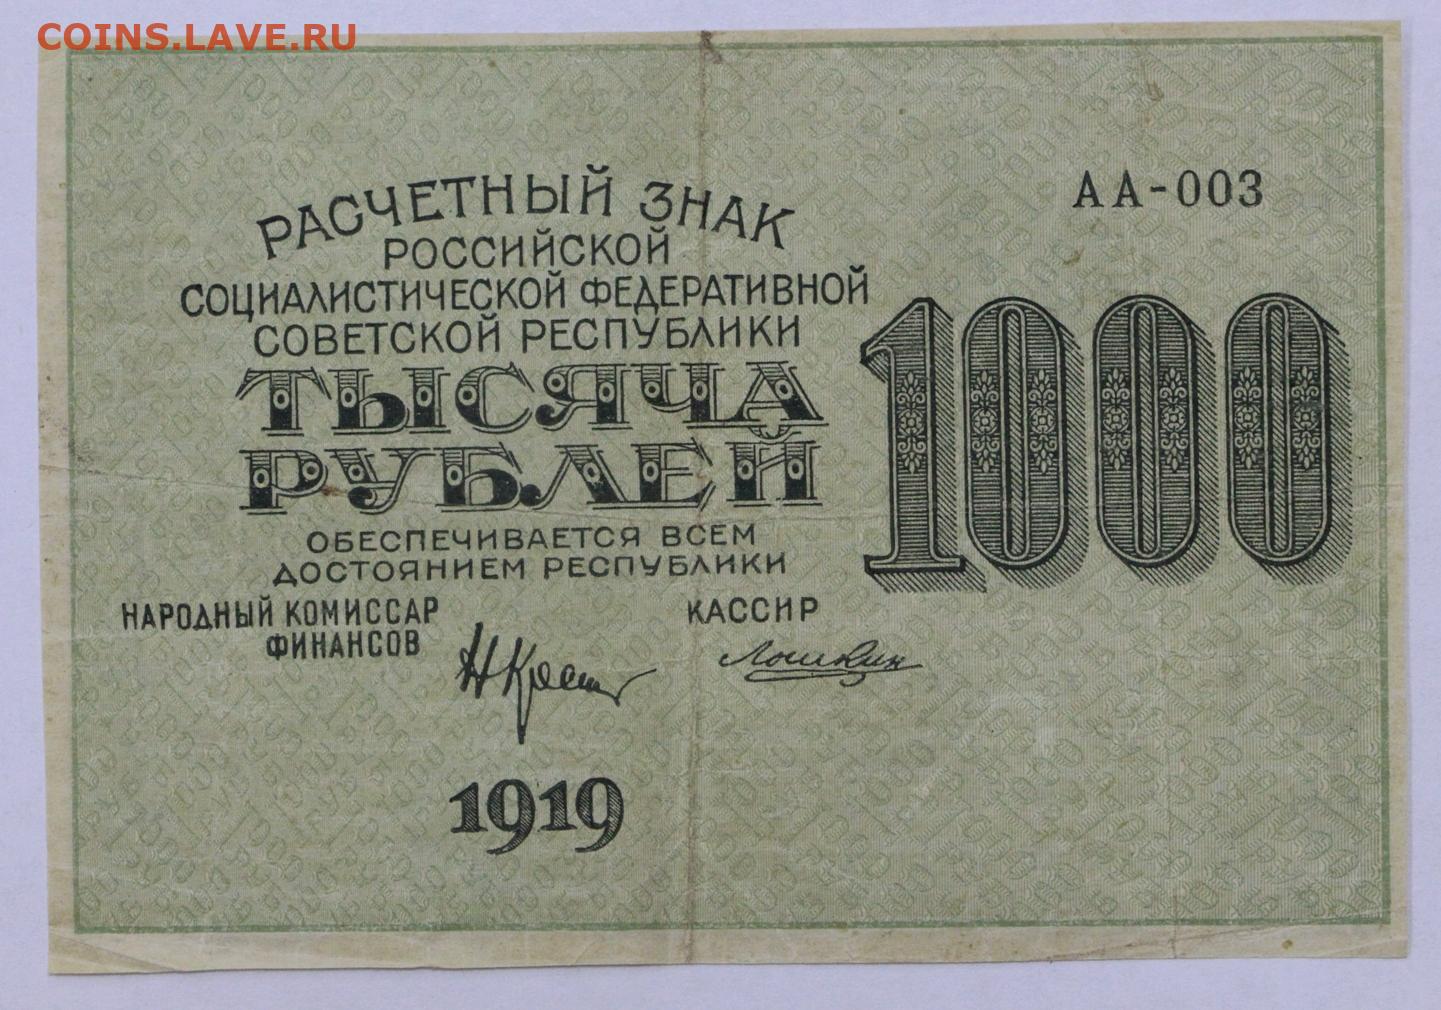 COINS.LAVE.RU
РАСЧЕТНЫЙ ЗНАК
РОССИЙСКОЙ
СОЦИАЛИСТИЧЕСКОЙ ФЕДЕРАТИВНОЙ
СОВЕТСКОЙ РЕСПУБЛИКИ
ТЫСЯЧА
РУБЛЕЙ
ОБЕСПЕЧИВАЕТСЯ ВСЕМ
ДОСТОЯНИЕМ РЕСПУБЛИКИ
АА-003
1000
НАРОДНЫЙ КОМИССАР
ФИНАНСОВ
КАССИР
Лошкин
1919